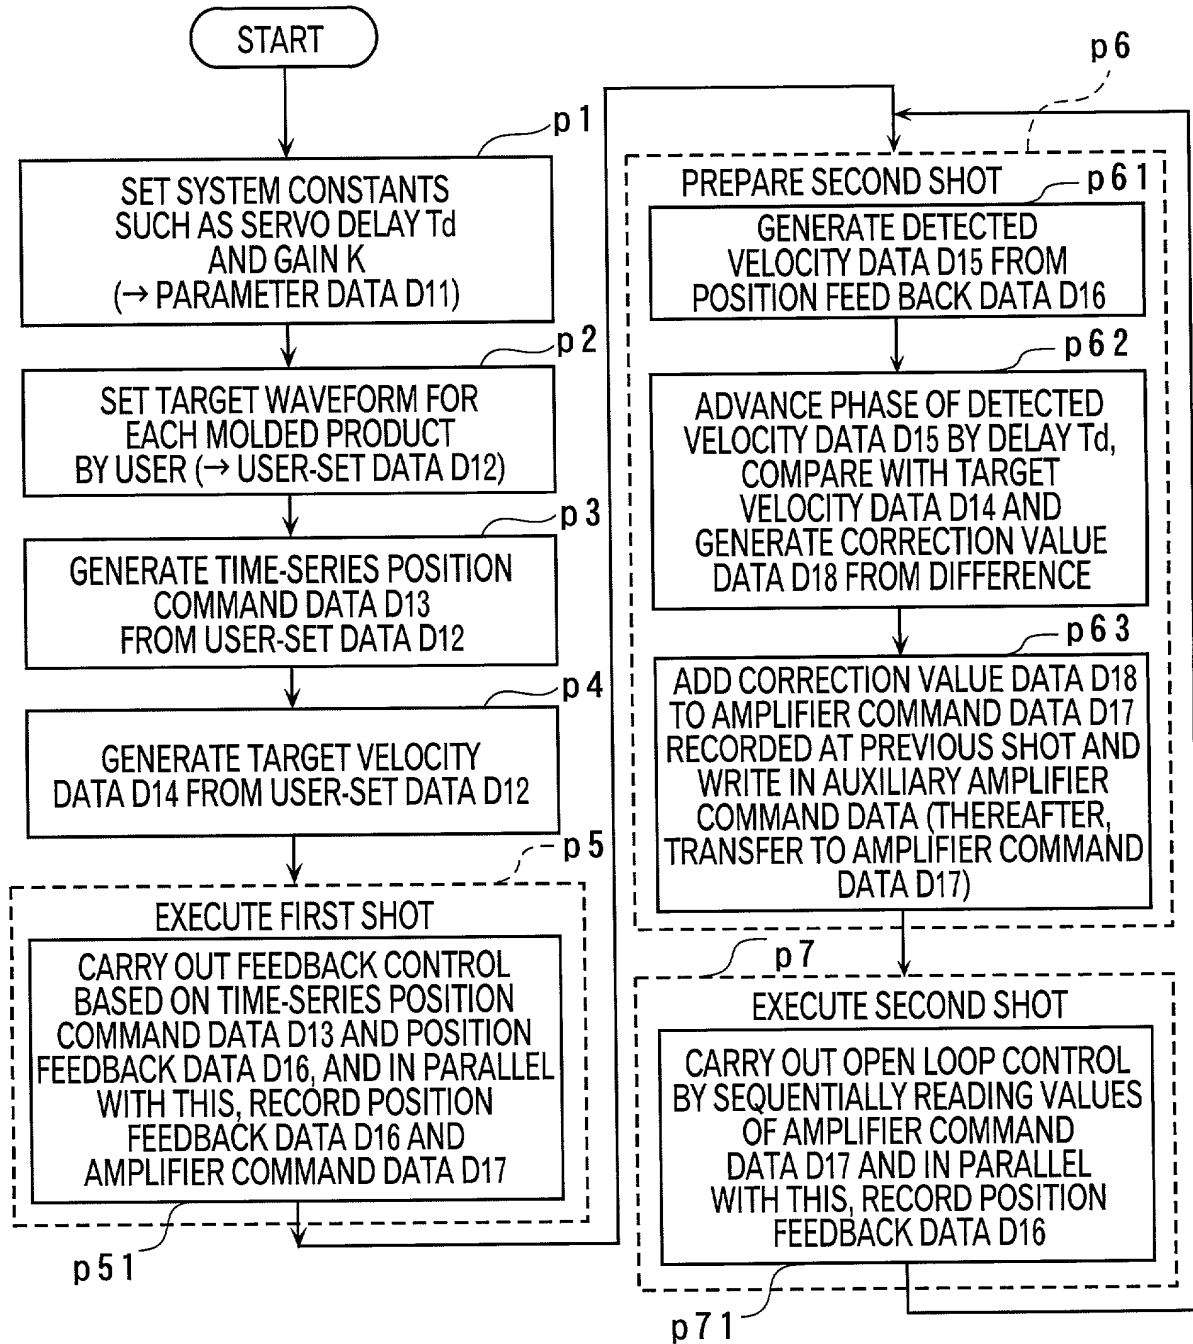 START
p1
SET SYSTEM CONSTANTS
SUCH AS SERVO DELAY Td
AND GAIN K
(→ PARAMETER DATA D11)
p2
SET TARGET WAVEFORM FOR
EACH MOLDED PRODUCT
BY USER (→ USER-SET DATA D12)
p3
GENERATE TIME-SERIES POSITION
COMMAND DATA D13
FROM USER-SET DATA D12
p4
GENERATE TARGET VELOCITY
DATA D14 FROM USER-SET DATA D12
p5
EXECUTE FIRST SHOT
CARRY OUT FEEDBACK CONTROL
BASED ON TIME-SERIES POSITION
COMMAND DATA D13 AND POSITION
FEEDBACK DATA D16, AND IN PARALLEL
WITH THIS, RECORD POSITION
FEEDBACK DATA D16 AND
AMPLIFIER COMMAND DATA D17
p51
p6
PREPARE SECOND SHOT
p61
GENERATE DETECTED
VELOCITY DATA D15 FROM
POSITION FEED BACK DATA D16
p62
ADVANCE PHASE OF DETECTED
VELOCITY DATA D15 BY DELAY Td,
COMPARE WITH TARGET
VELOCITY DATA D14 AND
GENERATE CORRECTION VALUE
DATA D18 FROM DIFFERENCE
p63
ADD CORRECTION VALUE DATA D18
TO AMPLIFIER COMMAND DATA D17
RECORDED AT PREVIOUS SHOT AND
WRITE IN AUXILIARY AMPLIFIER
COMMAND DATA (THEREAFTER,
TRANSFER TO AMPLIFIER COMMAND
DATA D17)
p7
EXECUTE SECOND SHOT
CARRY OUT OPEN LOOP CONTROL
BY SEQUENTIALLY READING VALUES
OF AMPLIFIER COMMAND
DATA D17 AND IN PARALLEL
WITH THIS, RECORD POSITION
FEEDBACK DATA D16
p71